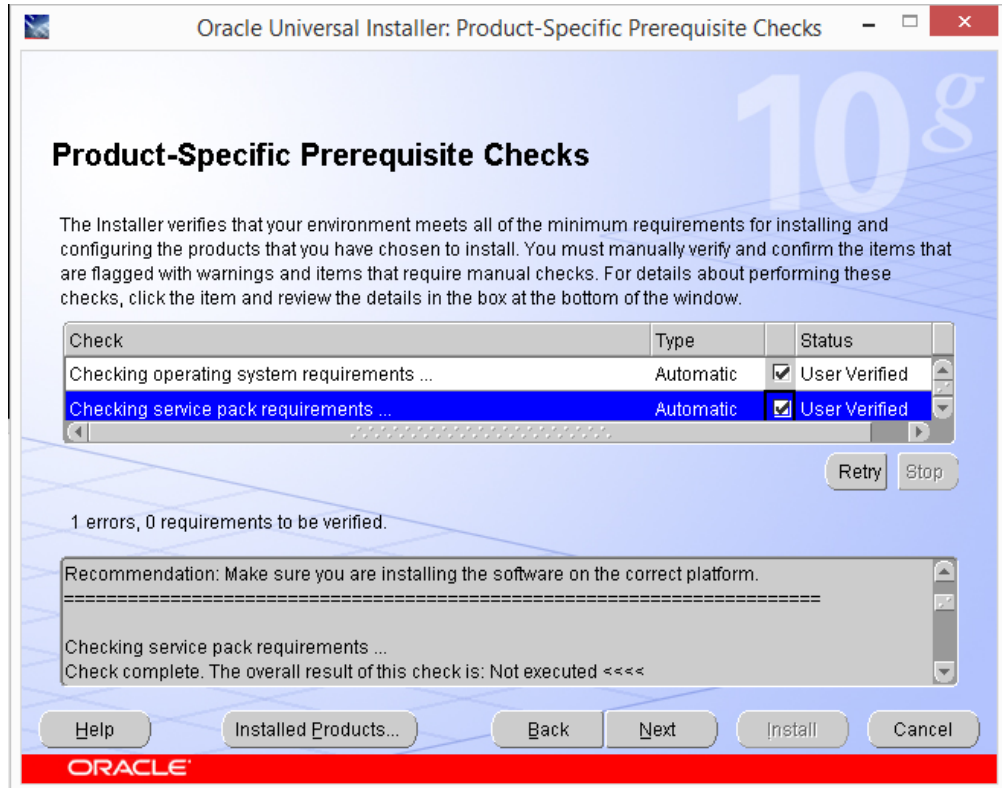 Oracle Universal Installer: Product-Specific Prerequisite Checks
10g
Product-Specific Prerequisite Checks
The Installer verifies that your environment meets all of the minimum requirements for installing and
configuring the products that you have chosen to install. You must manually verify and confirm the items that
are flagged with warnings and items that require manual checks. For details about performing these
checks, click the item and review the details in the box at the bottom of the window.
Check Type Status
Checking operating system requirements ... Automatic User Verified
Checking service pack requirements ... Automatic User Verified
Retry Stop
1 errors, 0 requirements to be verified.
Recommendation: Make sure you are installing the software on the correct platform.
=======================================================================
Checking service pack requirements ...
Check complete. The overall result of this check is: Not executed <<<<
Help Installed Products... Back Next Install Cancel
ORACLE